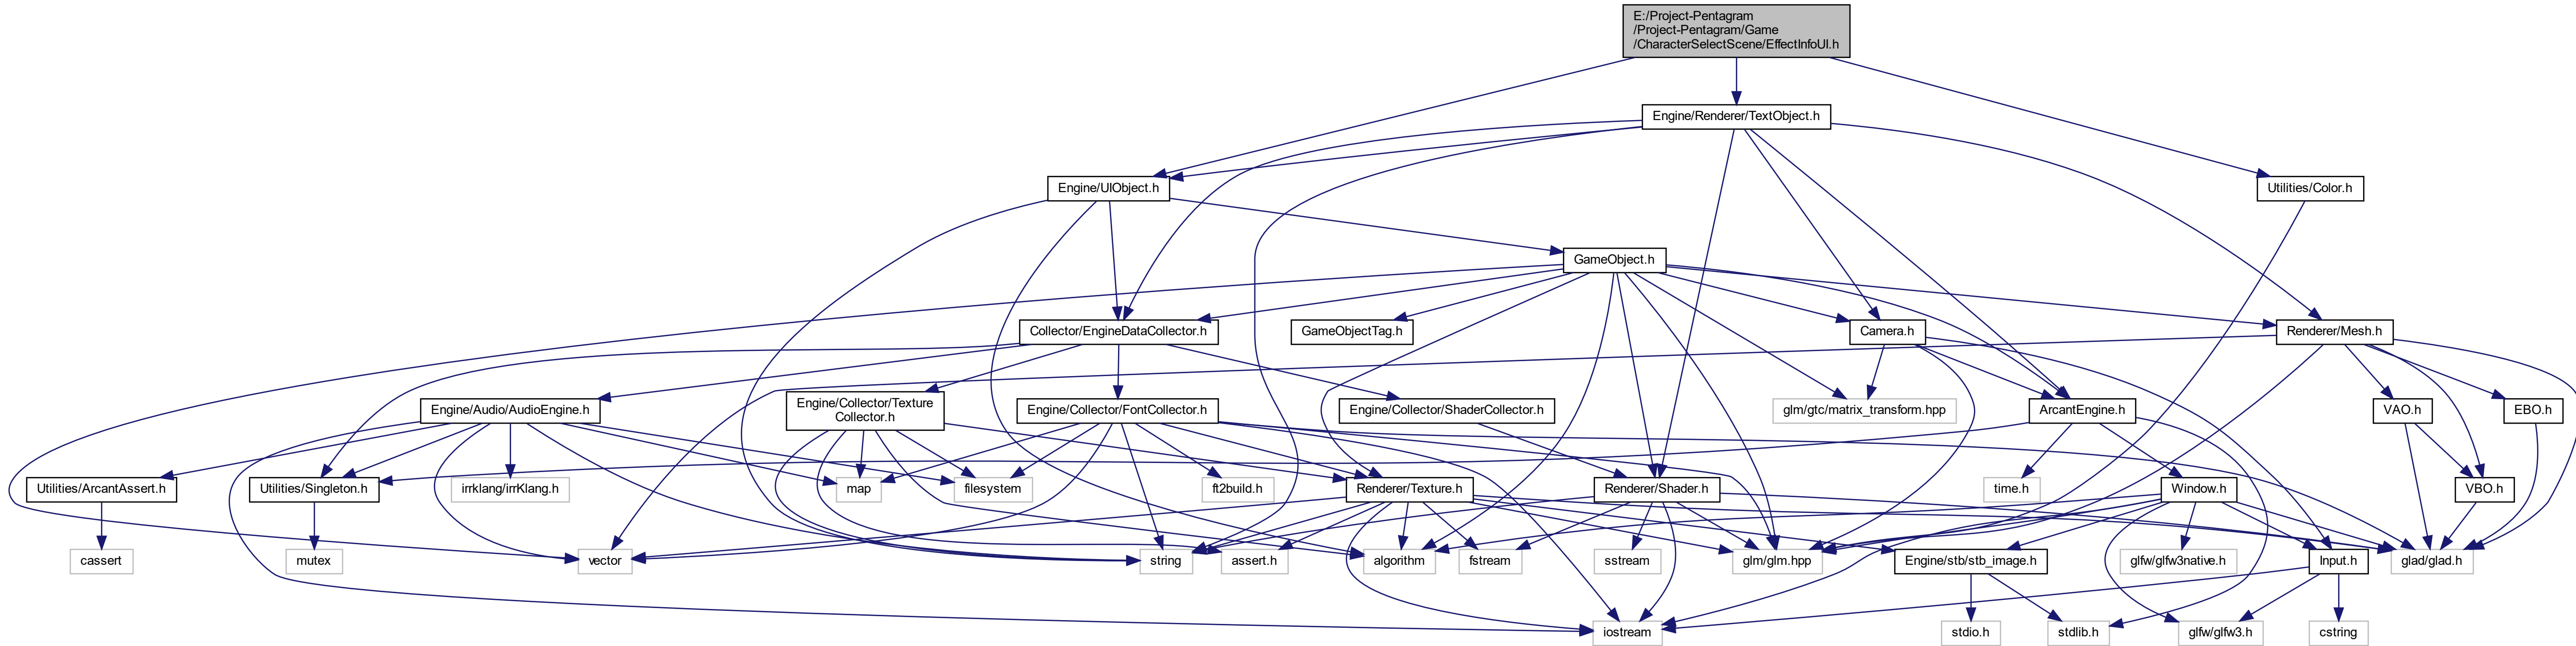 E:/Project-Pentagram
/Project-Pentagram/Game
/CharacterSelectScene/EffectInfoUI.h
Engine/Renderer/TextObject.h
Engine/UIObject.h
Utilities/Color.h
GameObject.h
Collector/EngineDataCollector.h
GameObjectTag.h
Camera.h
Renderer/Mesh.h
Engine/Audio/AudioEngine.h
Engine/Collector/Texture
Collector.h
Engine/Collector/FontCollector.h
Engine/Collector/ShaderCollector.h
glm/gtc/matrix_transform.hpp
ArcantEngine.h
VAO.h
EBO.h
Utilities/ArcantAssert.h
Utilities/Singleton.h
irrklang/irrKlang.h
map
filesystem
ft2build.h
Renderer/Texture.h
Renderer/Shader.h
time.h
Window.h
VBO.h
cassert
mutex
vector
string
assert.h
algorithm
fstream
sstream
glm/glm.hpp
Engine/stb/stb_image.h
glfw/glfw3native.h
Input.h
glad/glad.h
iostream
stdio.h
stdlib.h
glfw/glfw3.h
cstring